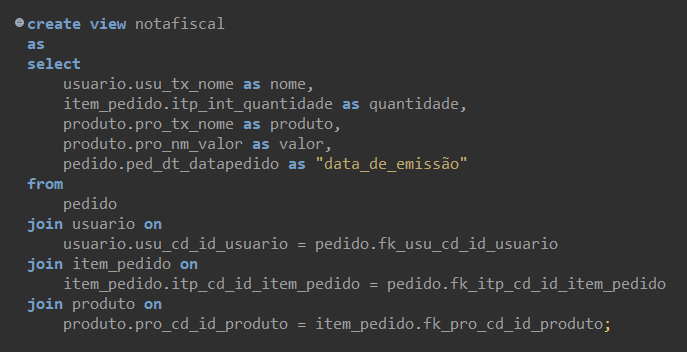 create view notafiscal
as
select
usuario.usu_tx_nome as nome,
item_pedido.itp_int_quantidade as quantidade,
produto.pro_tx_nome as produto,
produto.pro_nm_valor as valor,
pedido.ped_dt_datapedido as "data_de_emissão"
from
pedido
join usuario on
usuario.usu_cd_id_usuario = pedido.fk_usu_cd_id_usuario
join item_pedido on
item_pedido.itp_cd_id_item_pedido = pedido.fk_itp_cd_id_item_pedido
join produto on
produto.pro_cd_id_produto = item_pedido.fk_pro_cd_id_produto;